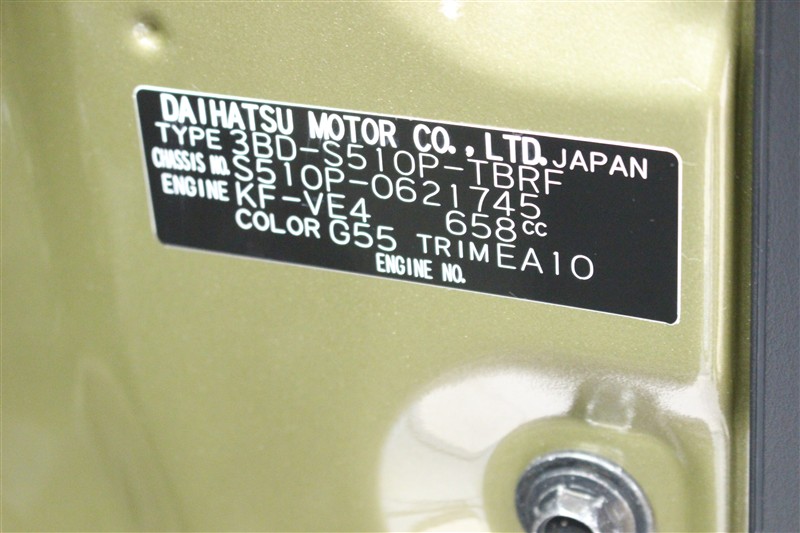 DAIHATSU MOTOR CO., LTD. JAPAN
TYPE 3BD-S510P-TBRF
CHASSIS NO. S510P-0621745
ENGINE KF-VE4 658cc
COLOR G55 TRIM EA10
ENGINE NO.